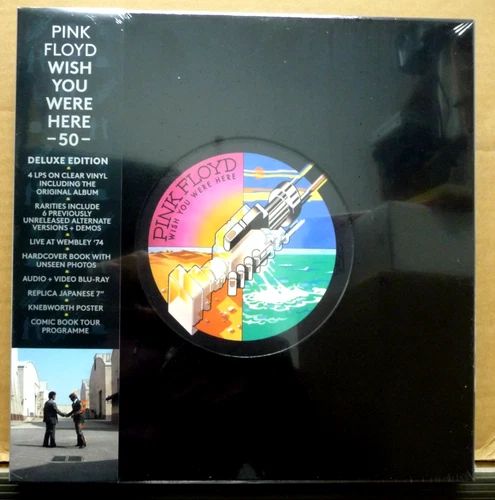 PINK
FLOYD
WISH
YOU
WERE
HERE
–50–
DELUXE EDITION
4 LPS ON CLEAR VINYL
INCLUDING THE
ORIGINAL ALBUM
RARITIES INCLUDE
6 PREVIOUSLY
UNRELEASED ALTERNATE
VERSIONS + DEMOS
LIVE AT WEMBLEY '74
HARDCOVER BOOK WITH
UNSEEN PHOTOS
AUDIO + VIDEO BLU-RAY
REPLICA JAPANESE 7"
KNEBWORTH POSTER
COMIC BOOK TOUR
PROGRAMME
PINK FLOYD
WISH YOU WERE HERE